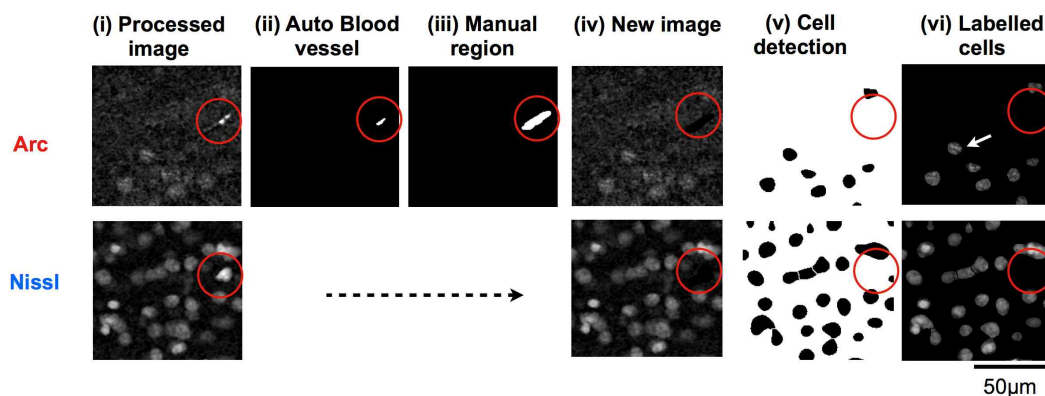 (i) Processed image
(ii) Auto Blood vessel
(iii) Manual region
(iv) New image
(v) Cell detection
(vi) Labelled cells
Arc
Nissl
50µm